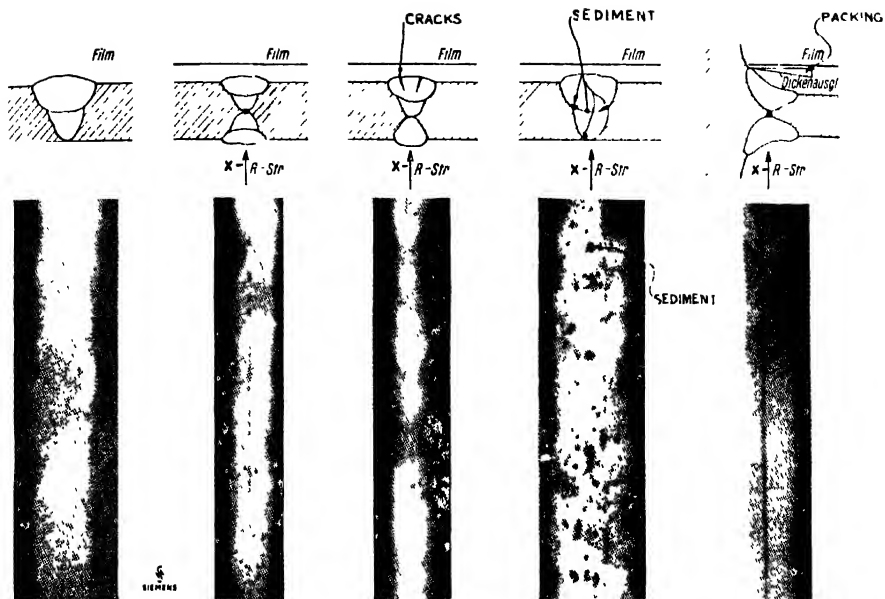 CRACKS
SEDIMENT
PACKING
Film
Film
Film
Film
Film
Dickenausgl
X- R-Str
X- R-Str
X- R-Str
X- R-Str
SEDIMENT
SIEMENS